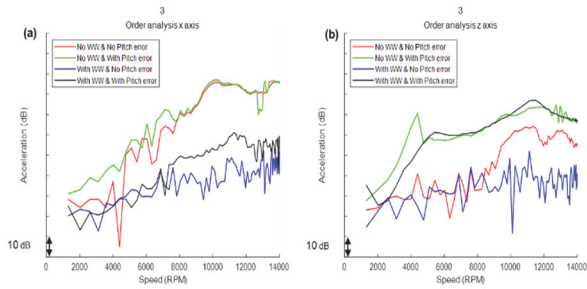 3
Order analysis x axis
(a)
No WW & No Pitch error
No WW & With Pitch error
With WW & No Pitch error
With WW & With Pitch error
Acceleration (dB)
10 dB
0 2000 4000 6000 8000 10000 12000 14000
Speed (RPM)
3
Order analysis z axis
(b)
No WW & No Pitch error
No WW & With Pitch error
With WW & No Pitch error
With WW & With Pitch error
Acceleration (dB)
10 dB
0 2000 4000 6000 8000 10000 12000 14000
Speed (RPM)